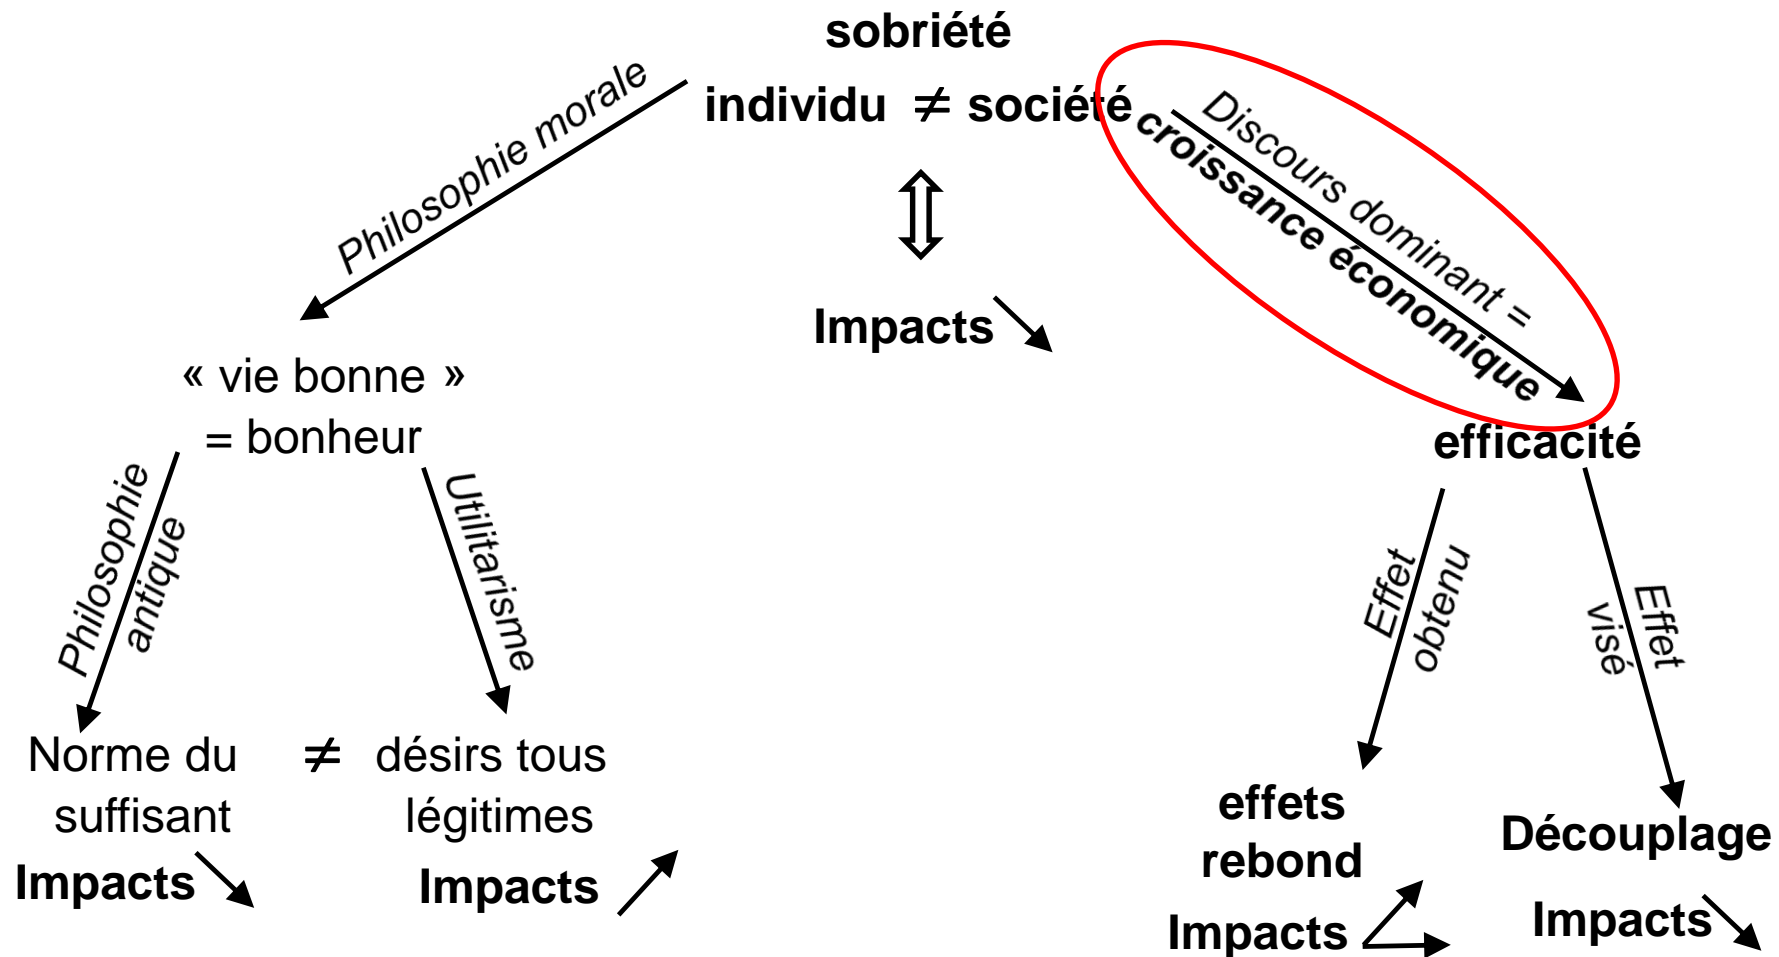 sobriété
individu ≠ société
Philosophie morale
Discours dominant =
croissance économique
Impacts
« vie bonne »
= bonheur
efficacité
Philosophie
antique
Utilitarisme
Effet
obtenu
Effet
visé
Norme du ≠ désirs tous
suffisant légitimes
Impacts Impacts
effets
rebond
Impacts
Découplage
Impacts